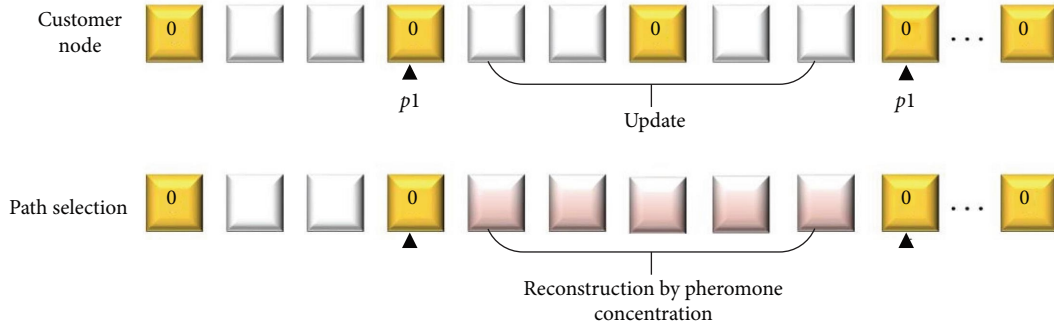 Customer
node
0 0 0 0 ... 0
p1 p1
Update
Path selection
0 0 0 ... 0
Reconstruction by pheromone
concentration